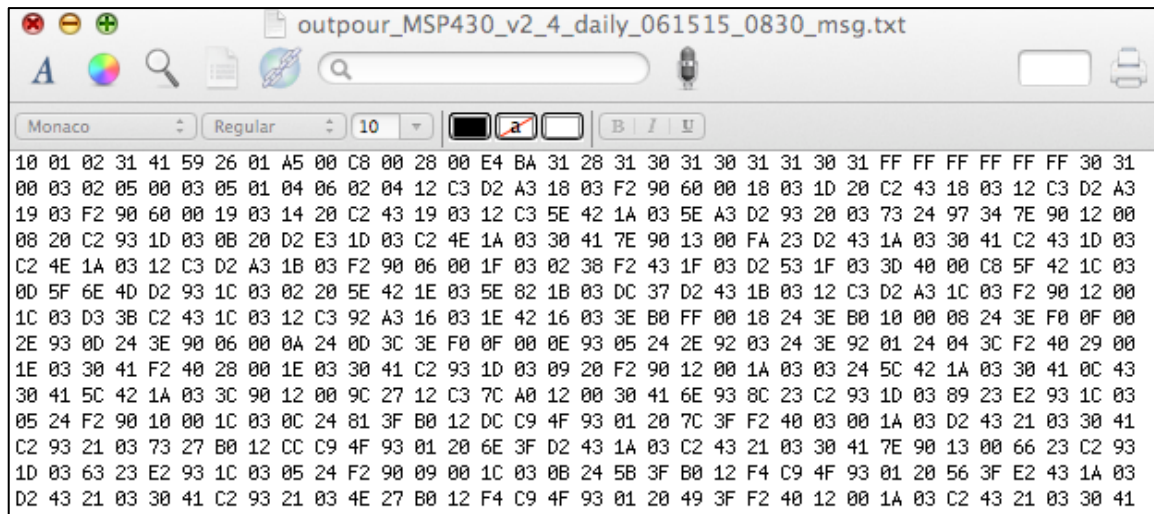 outpour_MSP430_v2_4_daily_061515_0830_msg.txt
A
Monaco Regular 10 a B I U
10 01 02 31 41 59 26 01 A5 00 C8 00 28 00 E4 BA 31 28 31 30 31 30 31 31 30 31 FF FF FF FF FF FF 30 31
00 03 02 05 00 03 05 01 04 06 02 04 12 C3 D2 A3 18 03 F2 90 60 00 18 03 1D 20 C2 43 18 03 12 C3 D2 A3
19 03 F2 90 60 00 19 03 14 20 C2 43 19 03 12 C3 5E 42 1A 03 5E A3 D2 93 20 03 73 24 97 34 7E 90 12 00
08 20 C2 93 1D 03 0B 20 D2 E3 1D 03 C2 4E 1A 03 30 41 7E 90 13 00 FA 23 D2 43 1A 03 30 41 C2 43 1D 03
C2 4E 1A 03 12 C3 D2 A3 1B 03 F2 90 06 00 1F 03 02 38 F2 43 1F 03 D2 53 1F 03 3D 40 00 C8 5F 42 1C 03
0D 5F 6E 4D D2 93 1C 03 02 20 5E 42 1E 03 5E 82 1B 03 DC 37 D2 43 1B 03 12 C3 D2 A3 1C 03 F2 90 12 00
1C 03 D3 3B C2 43 1C 03 12 C3 92 A3 16 03 1E 42 16 03 3E B0 FF 00 18 24 3E B0 10 00 08 24 3E F0 0F 00
2E 93 0D 24 3E 90 06 00 0A 24 0D 3C 3E F0 0F 00 0E 93 05 24 2E 92 03 24 3E 92 01 24 04 3C F2 40 29 00
1E 03 30 41 F2 40 28 00 1E 03 30 41 C2 93 1D 03 09 20 F2 90 12 00 1A 03 03 24 5C 42 1A 03 30 41 0C 43
30 41 5C 42 1A 03 3C 90 12 00 9C 27 12 C3 7C A0 12 00 30 41 6E 93 8C 23 C2 93 1D 03 89 23 E2 93 1C 03
05 24 F2 90 10 00 1C 03 0C 24 81 3F B0 12 DC C9 4F 93 01 20 7C 3F F2 40 03 00 1A 03 D2 43 21 03 30 41
C2 93 21 03 73 27 B0 12 CC C9 4F 93 01 20 6E 3F D2 43 1A 03 C2 43 21 03 30 41 7E 90 13 00 66 23 C2 93
1D 03 63 23 E2 93 1C 03 05 24 F2 90 09 00 1C 03 0B 24 5B 3F B0 12 F4 C9 4F 93 01 20 56 3F E2 43 1A 03
D2 43 21 03 30 41 C2 93 21 03 4E 27 B0 12 F4 C9 4F 93 01 20 49 3F F2 40 12 00 1A 03 C2 43 21 03 30 41